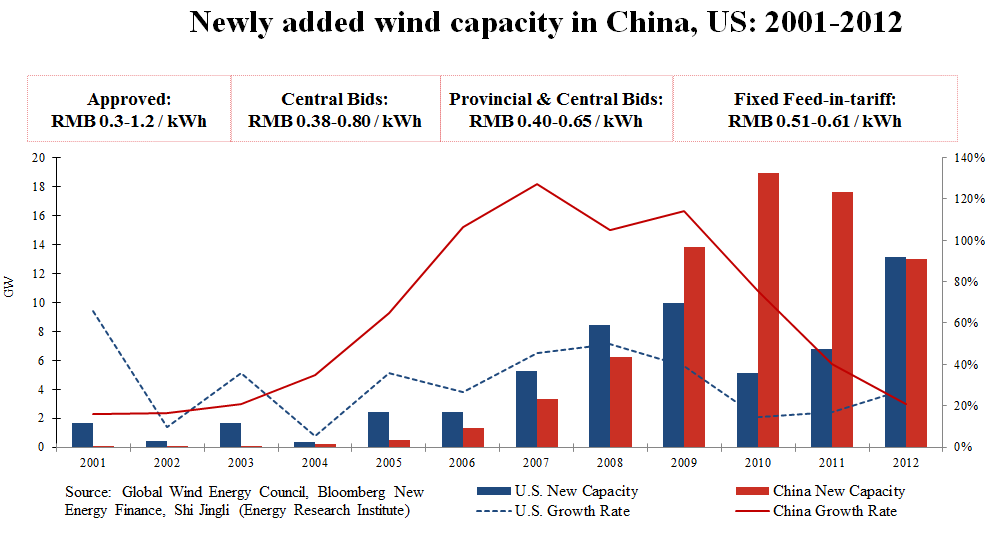 Newly added wind capacity in China, US: 2001-2012
Approved:
RMB 0.3-1.2 / kWh
Central Bids:
RMB 0.38-0.80 / kWh
Provincial & Central Bids:
RMB 0.40-0.65 / kWh
Fixed Feed-in-tariff:
RMB 0.51-0.61 / kWh
GW
20
18
16
14
12
10
8
6
4
2
0
140%
120%
100%
80%
60%
40%
20%
0%
2001 2002 2003 2004 2005 2006 2007 2008 2009 2010 2011 2012
Source: Global Wind Energy Council, Bloomberg New
Energy Finance, Shi Jingli (Energy Research Institute)
U.S. New Capacity
China New Capacity
U.S. Growth Rate
China Growth Rate